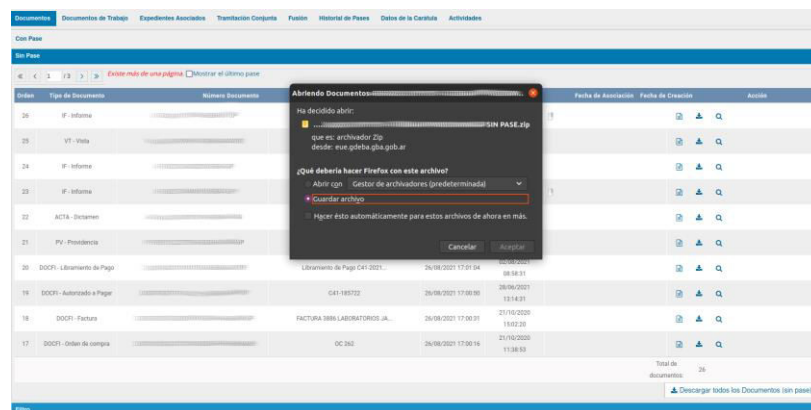 Documentos Documentos de Trabajo Expedientes Asociados Tramitación Conjunta Fusión Historial de Pases Datos de la Carátula Actividades
Con Pase
Sin Pase
1 /3 Existe más de una página. Mostrar el último pase
Orden Tipo de Documento Número Documento Fecha de Asociación Fecha de Creación Acción
26 IF - Informe
25 VT - Vista
24 IF - Informe
23 IF - Informe
22 ACTA - Dictamen
21 PV - Providencia
Abriendo Documentos
Ha decidido abrir:
... SIN PASE.zip
que es: archivador Zip
desde: eue.gdeba.gba.gob.ar
¿Qué debería hacer Firefox con este archivo?
Abrir con Gestor de archivadores (predeterminada)
Guardar archivo
Hacer ésto automáticamente para estos archivos de ahora en más.
Cancelar Aceptar
20 DOCFI - Libramiento de Pago Libramiento de Pago C41-2021... 26/08/2021 17:01:04 02/08/2021 08:58:31
19 DOCFI - Autorizado a Pagar C41-185722 26/08/2021 17:00:50 28/06/2021 13:14:31
18 DOCFI - Factura FACTURA 3886 LABORATORIOS JA... 26/08/2021 17:00:31 21/10/2020 15:02:20
17 DOCFI - Orden de compra OC 262 26/08/2021 17:00:16 21/10/2020 11:38:53
Total de documentos: 26
Descargar todos los Documentos (sin pase)